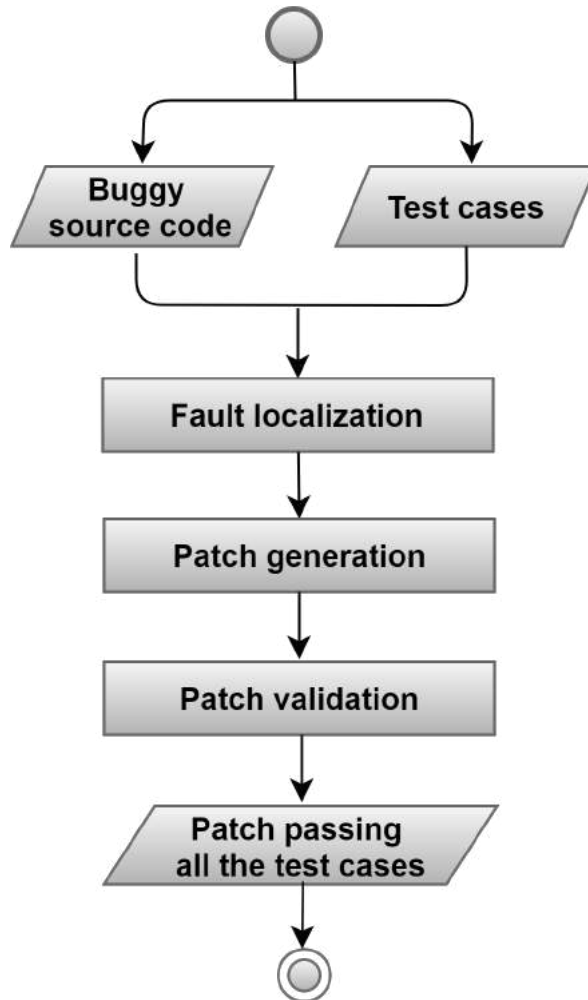 Buggy
source code
Test cases
Fault localization
Patch generation
Patch validation
Patch passing
all the test cases